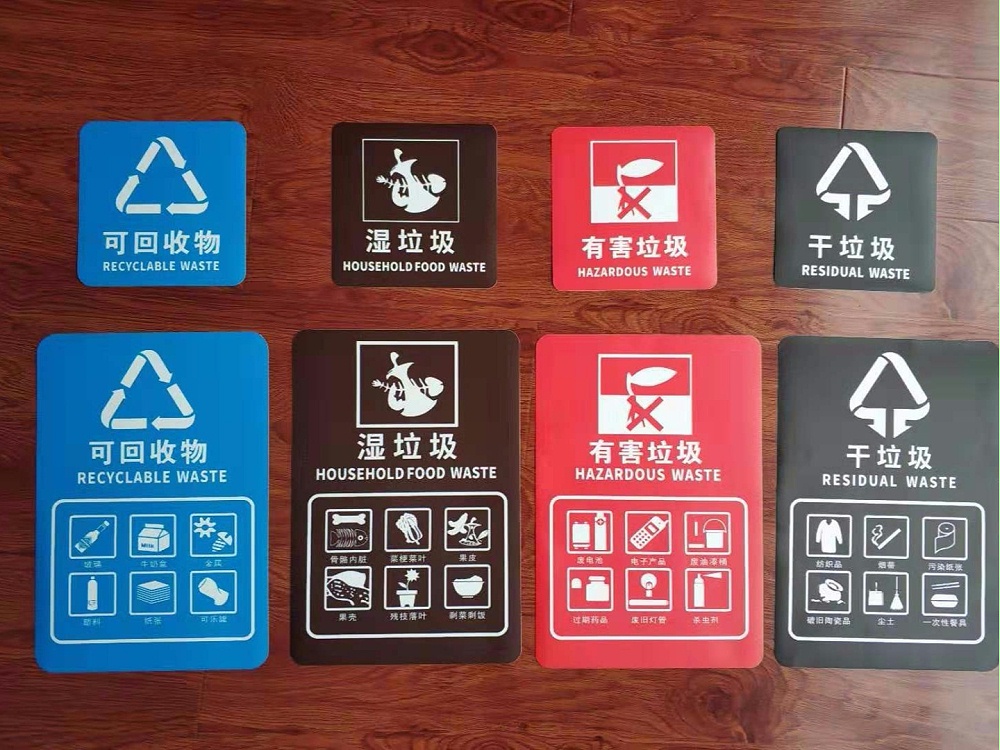 可回收物
RECYCLABLE WASTE
湿垃圾
HOUSEHOLD FOOD WASTE
有害垃圾
HAZARDOUS WASTE
干垃圾
RESIDUAL WASTE
可回收物
RECYCLABLE WASTE
MILK
玻璃
牛奶盒
金属
塑料
纸张
可乐罐
湿垃圾
HOUSEHOLD FOOD WASTE
骨骼内脏
菜梗菜叶
果皮
果壳
残枝落叶
剩菜剩饭
有害垃圾
HAZARDOUS WASTE
废电池
电子产品
废油漆桶
过期药品
废旧灯管
杀虫剂
干垃圾
RESIDUAL WASTE
纺织品
烟蒂
污染纸张
破旧陶瓷品
尘土
一次性餐具